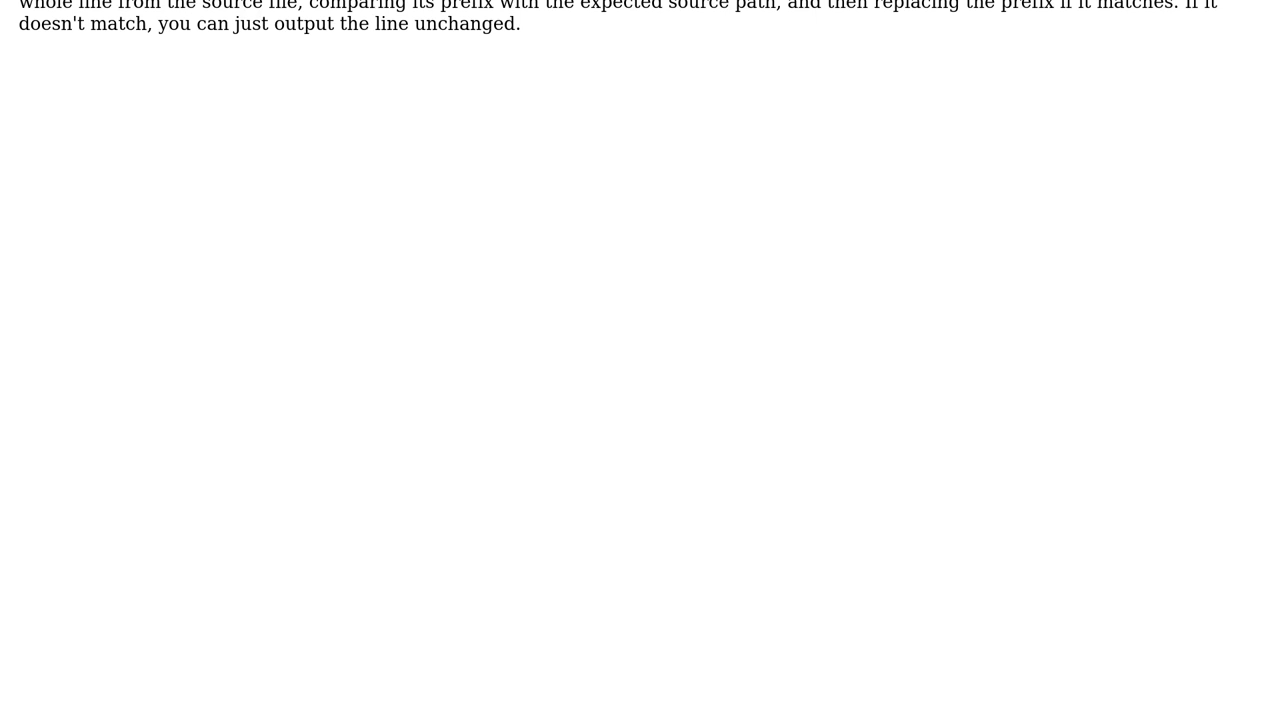 whole line from the source file, comparing its prefix with the expected source path, and then replacing the prefix if it matches. If it
doesn't match, you can just output the line unchanged.